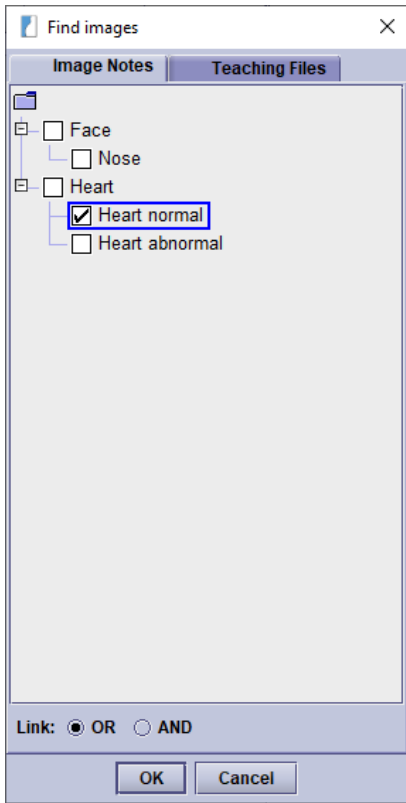 Find images
Image Notes Teaching Files
Face
Nose
Heart
Heart normal
Heart abnormal
Link: OR AND
OK Cancel